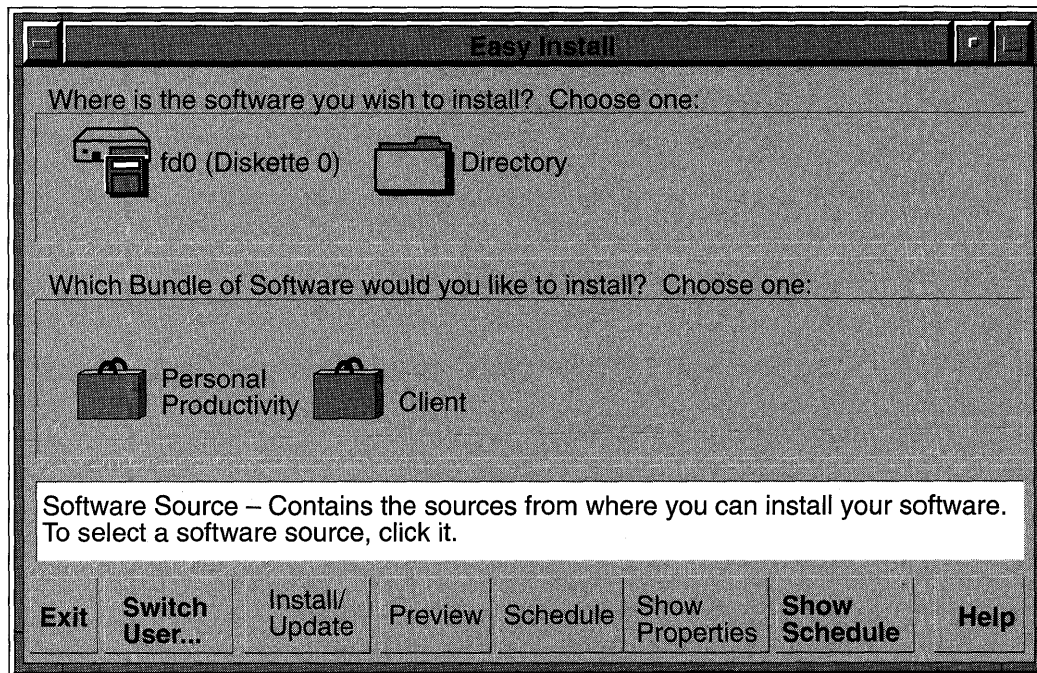 Easy Install
Where is the software you wish to install? Choose one:
fd0 (Diskette 0)
Directory
Which Bundle of Software would you like to install? Choose one:
Personal
Productivity
Client
Software Source – Contains the sources from where you can install your software.
To select a software source, click it.
Exit
Switch
User...
Install/
Update
Preview
Schedule
Show
Properties
Show
Schedule
Help